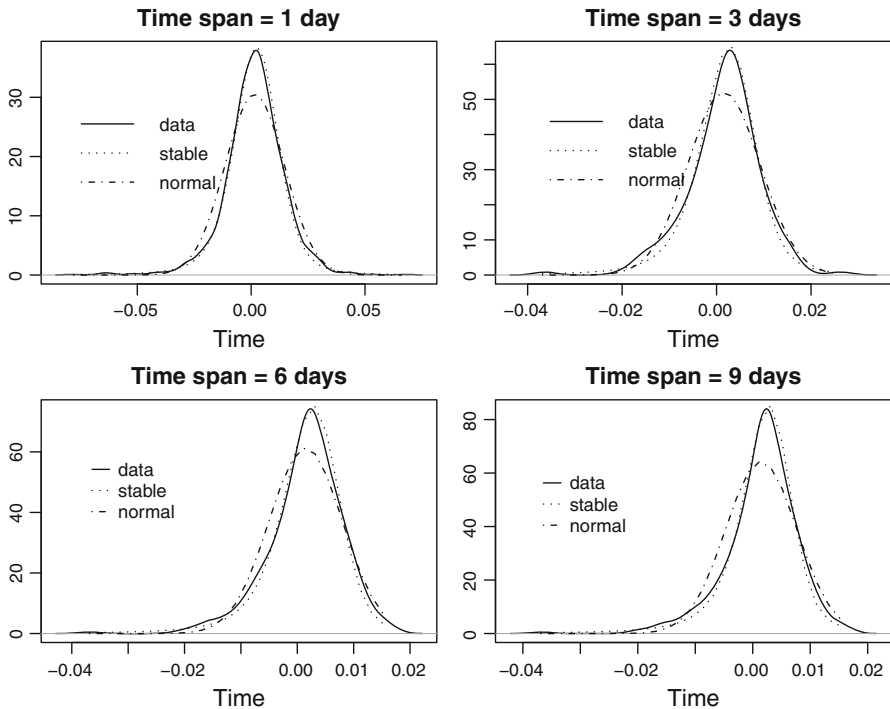 Time span = 1 day
0 10 20 30
data
stable
normal
−0.05 0.00 0.05
Time
Time span = 3 days
0 10 30 50
data
stable
normal
−0.04 −0.02 0.00 0.02
Time
Time span = 6 days
0 20 40 60
data
stable
normal
−0.04 −0.02 0.00 0.01 0.02
Time
Time span = 9 days
0 20 40 60 80
data
stable
normal
−0.04 −0.02 0.00 0.01 0.02
Time